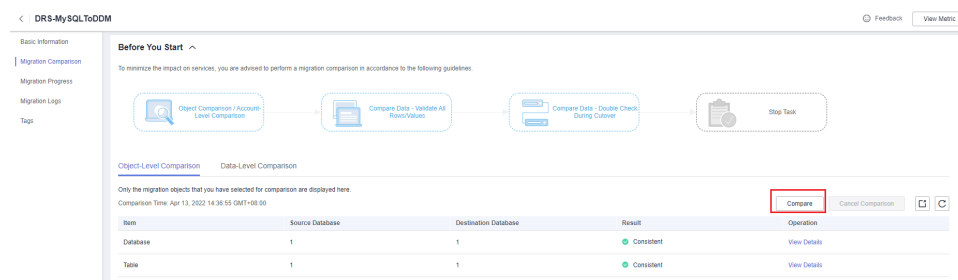 < DRS-MySQLToDDM
Feedback
View Metric
Basic Information
Migration Comparison
Migration Progress
Migration Logs
Tags
Before You Start
To minimize the impact on services, you are advised to perform a migration comparison in accordance to the following guidelines.
Object Comparison / Account-
Level Comparison
Compare Data - Validate All
Rows/Values
Compare Data - Double Check
During Cutover
Stop Task
Object-Level Comparison Data-Level Comparison
Only the migration objects that you have selected for comparison are displayed here.
Comparison Time: Apr 13, 2022 14:36:55 GMT+08:00
Compare Cancel Comparison
Item Source Database Destination Database Result Operation
Database 1 1 Consistent View Details
Table 1 1 Consistent View Details